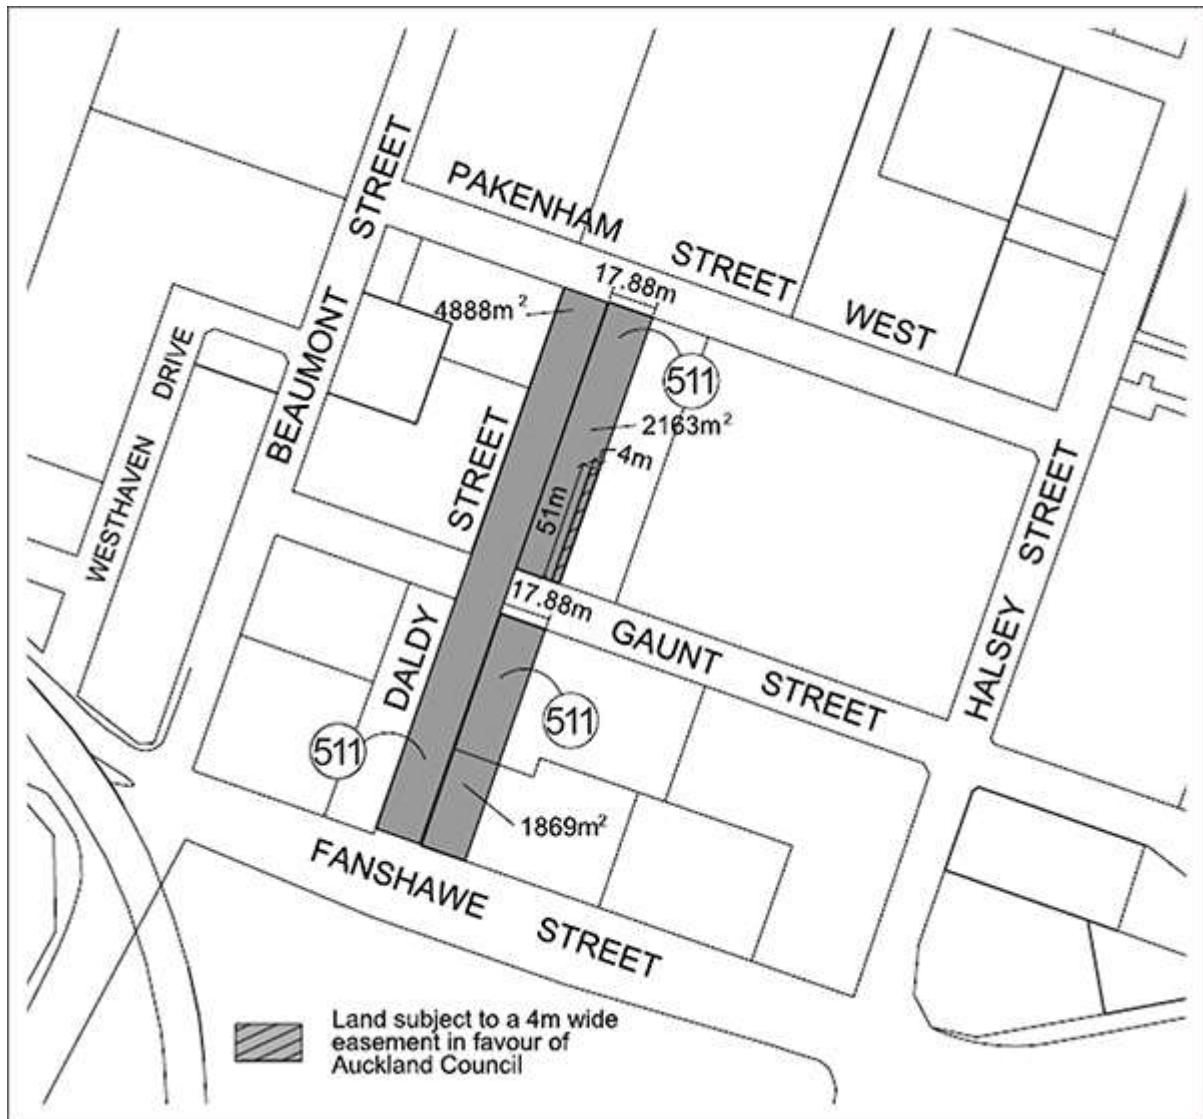 PAKENHAM STREET WEST
BEAUMONT STREET
WESTHAVEN DRIVE
17.88m
4888m²
511
2163m²
4m
51m
DALDY STREET
HALSEY STREET
17.88m
GAUNT STREET
511
511
1869m²
FANSHAWE STREET
Land subject to a 4m wide
easement in favour of
Auckland Council